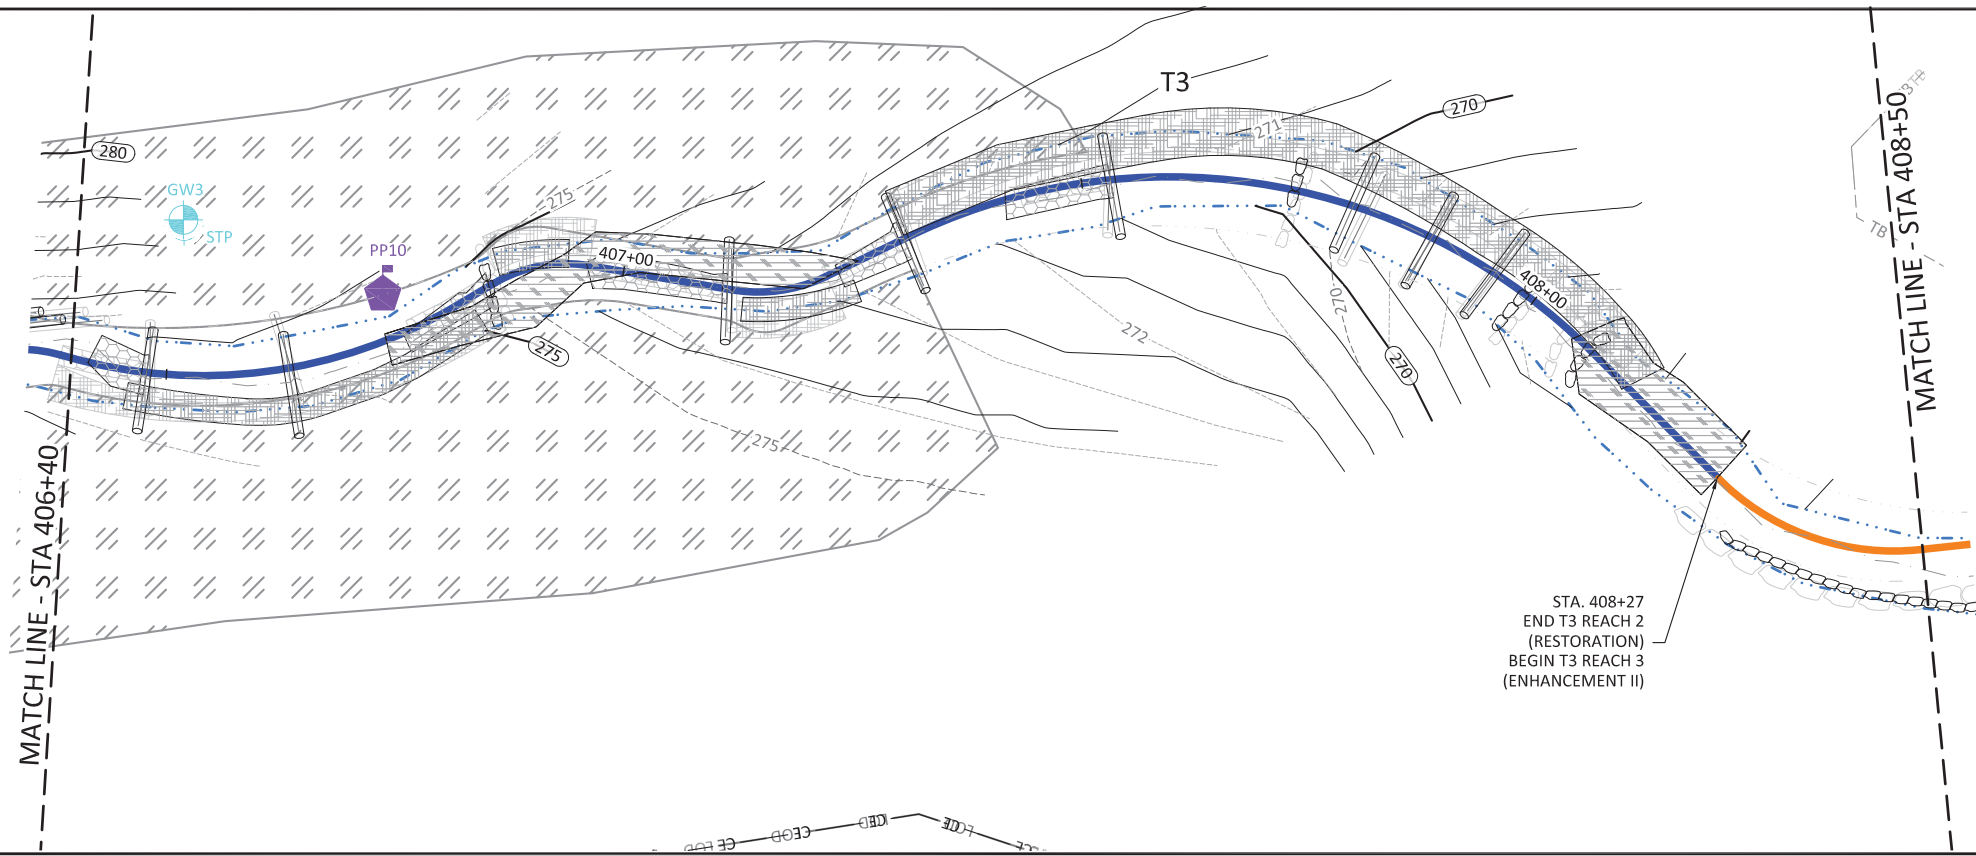 T3
270
3TB
271
280
GW3
STP
275
PP10
407+00
TB
408+00
270
272
270
275
275
MATCH LINE - STA 406+40
MATCH LINE - STA 408+50
STA. 408+27
END T3 REACH 2
(RESTORATION)
BEGIN T3 REACH 3
(ENHANCEMENT II)